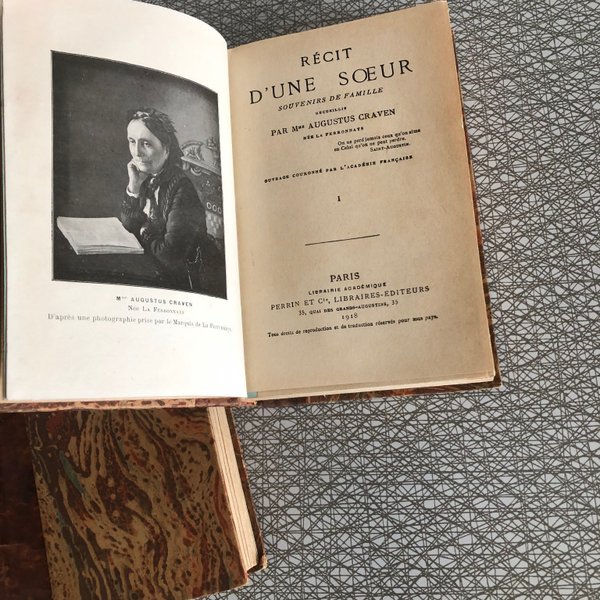 Mme AUGUSTUS CRAVEN
Née La Ferronnays
D'après une photographie prise par le Marquis de La
RÉCIT
D'UNE SŒUR
SOUVENIRS DE FAMILLE
RECUEILLIS
PAR Mme AUGUSTUS CRAVEN
NÉE LA FERRONNAYS
On ne perd jamais ceux qu'on aime
en Celui qu'on ne peut perdre.
SAINT-AUGUSTIN.
OUVRAGE COURONNÉ PAR L'ACADÉMIE FRANÇAISE
I
PARIS
LIBRAIRIE ACADÉMIQUE
PERRIN ET Cie, LIBRAIRES-ÉDITEURS
35, QUAI DES GRANDS-AUGUSTINS, 35
1918
Tous droits de reproduction et de traduction réservés pour tous pays.